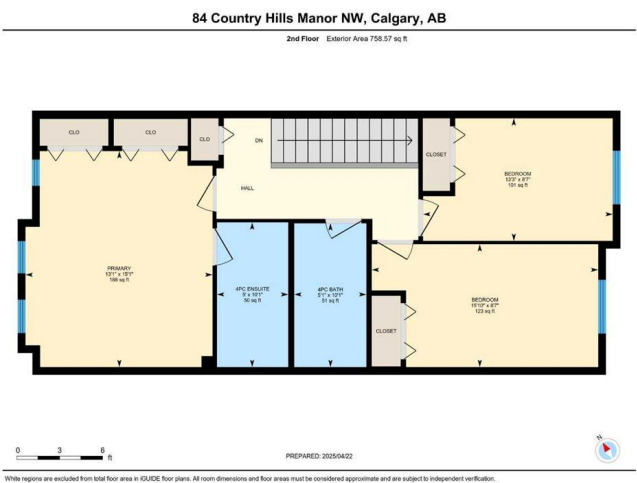 84 Country Hills Manor NW, Calgary, AB
2nd Floor Exterior Area 758.57 sq ft
CLO
CLO
CLO
DN
HALL
CLOSET
BEDROOM
13'3" x 8'7"
101 sq ft
PRIMARY
13'1" x 15'1"
188 sq ft
4PC ENSUITE
5' x 10'1"
50 sq ft
4PC BATH
5'1" x 10'1"
51 sq ft
BEDROOM
15'10" x 8'7"
123 sq ft
CLOSET
0 3 6
ft
PREPARED: 2025/04/22
N
White regions are excluded from total floor area in iGUIDE floor plans. All room dimensions and floor areas must be considered approximate and are subject to independent verification.